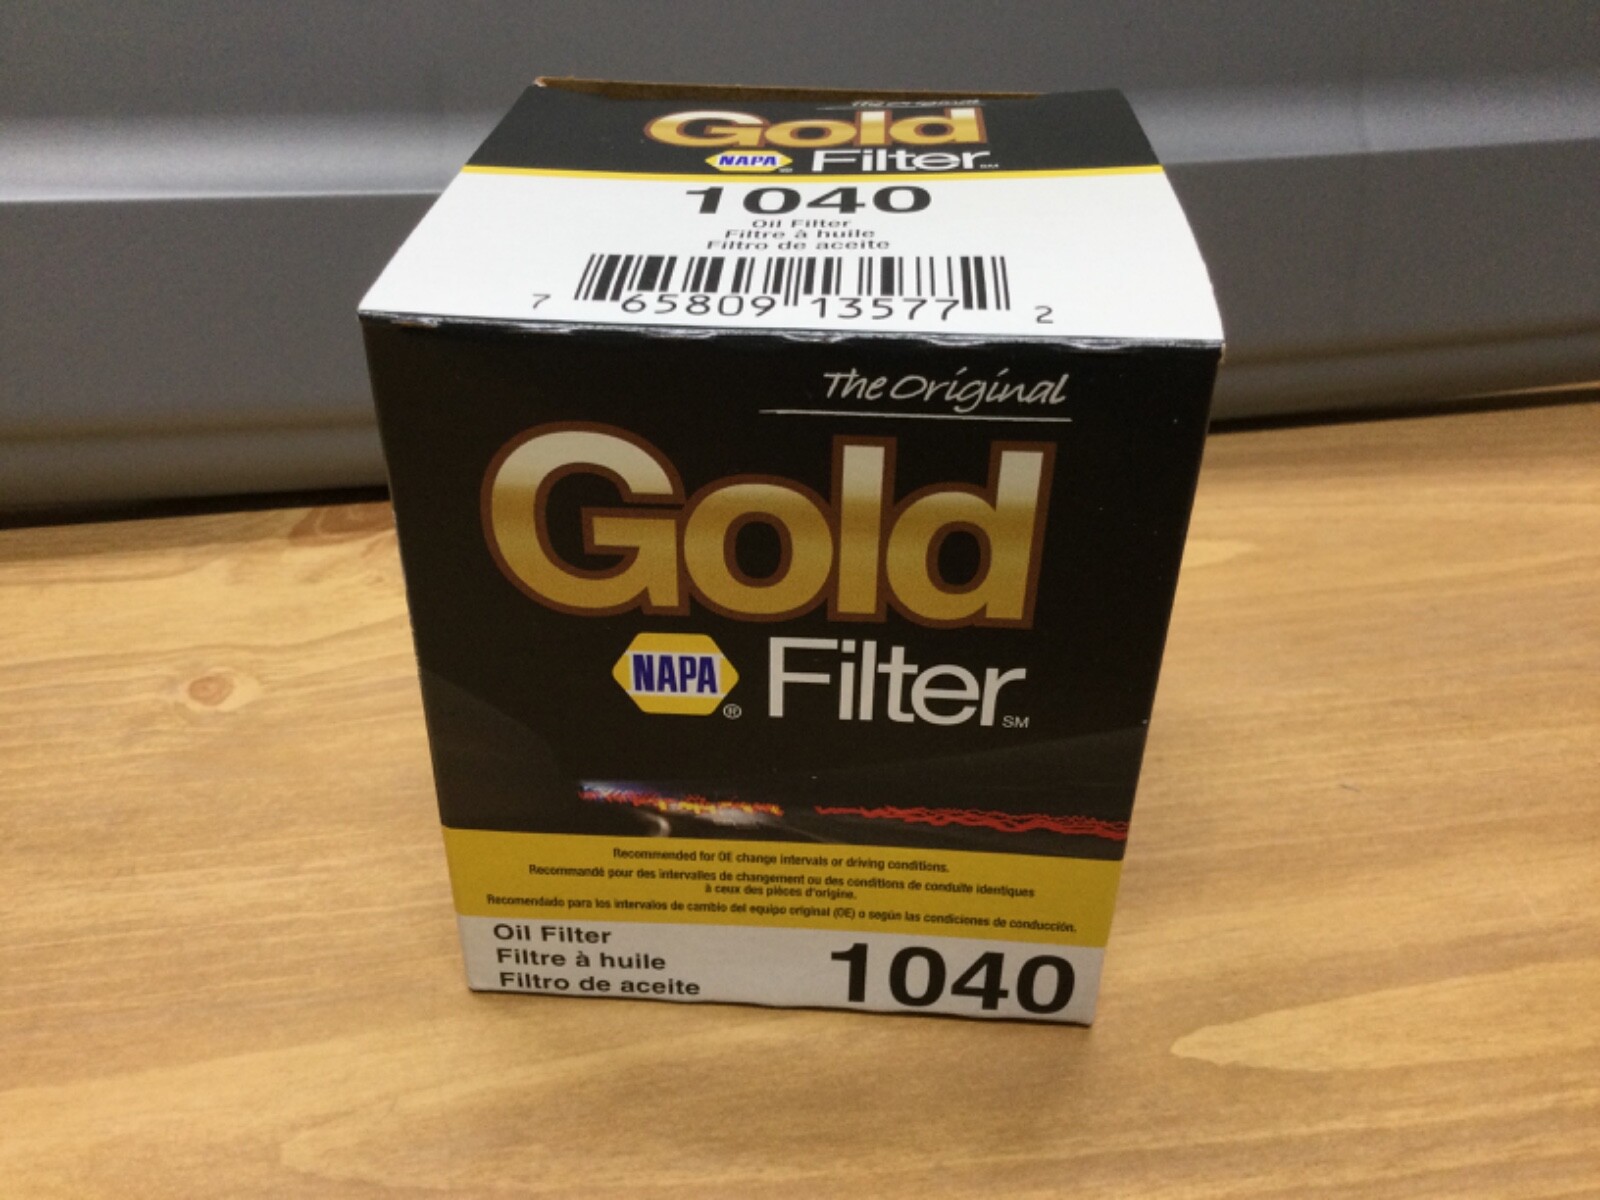 The Original
Gold
NAPA Filter SM
1040
Oil Filter
Filtre à huile
Filtro de aceite
7 65809 13577 2
The Original
Gold
NAPA® Filter SM
Recommended for OE change intervals or driving conditions.
Recommandé pour des intervalles de changement ou des conditions de conduite identiques
à ceux des pièces d'origine.
Recomendado para los intervalos de cambio del equipo original (OE) o según las condiciones de conducción.
Oil Filter
Filtre à huile
Filtro de aceite
1040